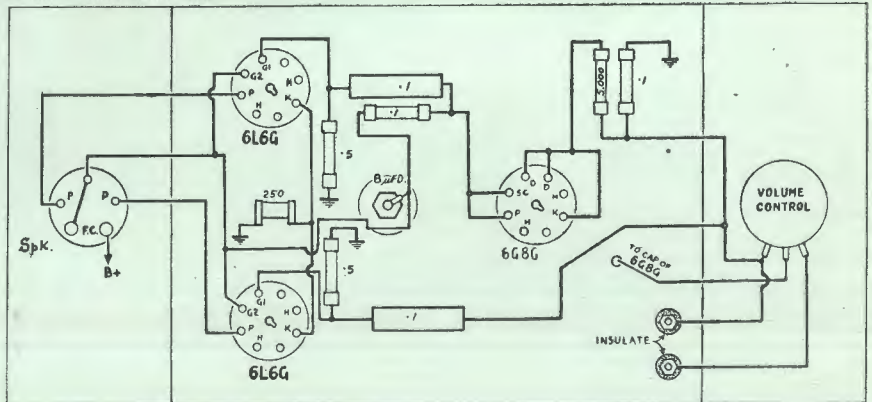 G1
G2
P
H
H
K
6L6G
.1
.1
.5
5,000
.1
P
P
F.C.
Spk.
B+
250
8μFD.
D
D
SC
P
H
H
K
6G8G
VOLUME
CONTROL
TO CAP OF
6G8G
.5
G1
G2
P
H
H
K
6L6G
.1
INSULATE